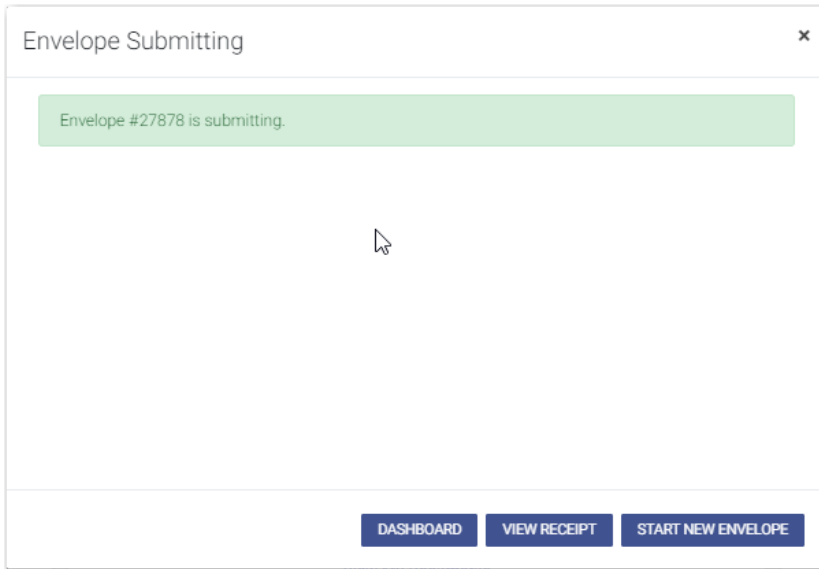 Envelope Submitting
×
Envelope #27878 is submitting.
DASHBOARD VIEW RECEIPT START NEW ENVELOPE